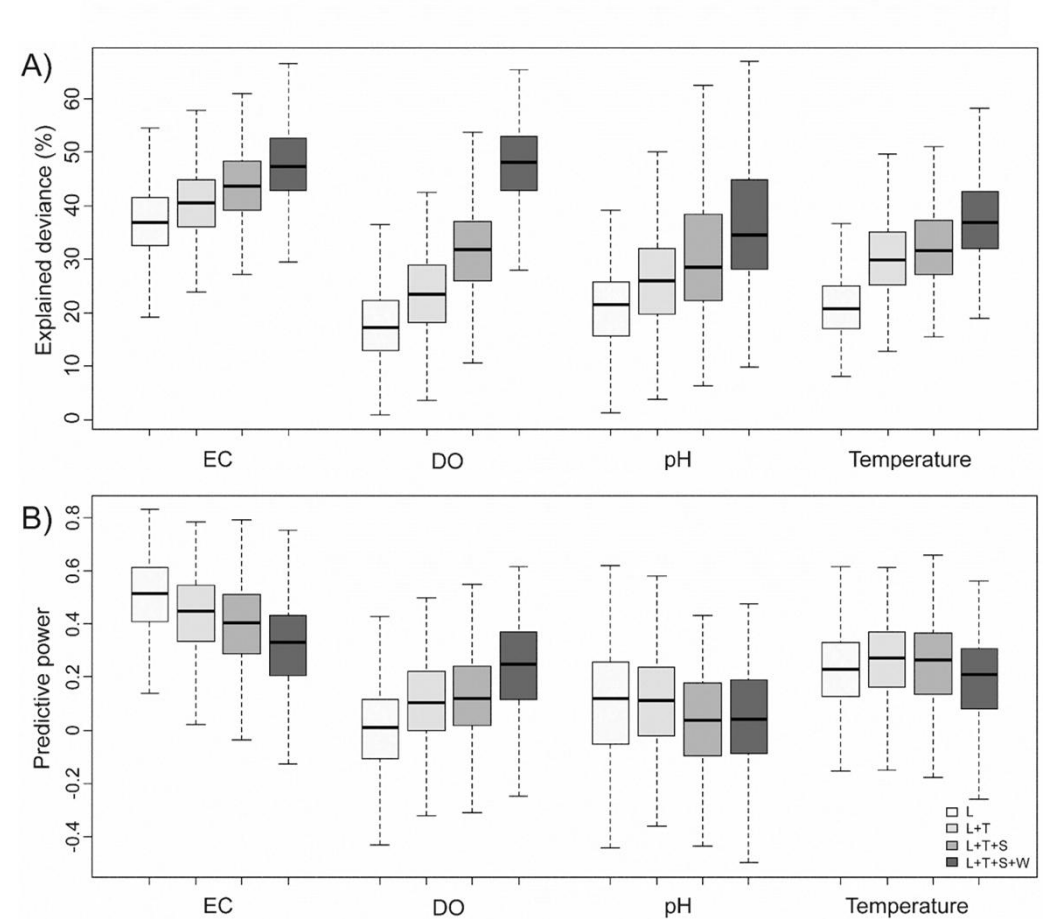 A)
Explained deviance (%)
60
50
40
30
20
10
0
EC DO pH Temperature
B)
Predictive power
0.8
0.6
0.4
0.2
0
-0.2
-0.4
L
L+T
L+T+S
L+T+S+W
EC DO pH Temperature